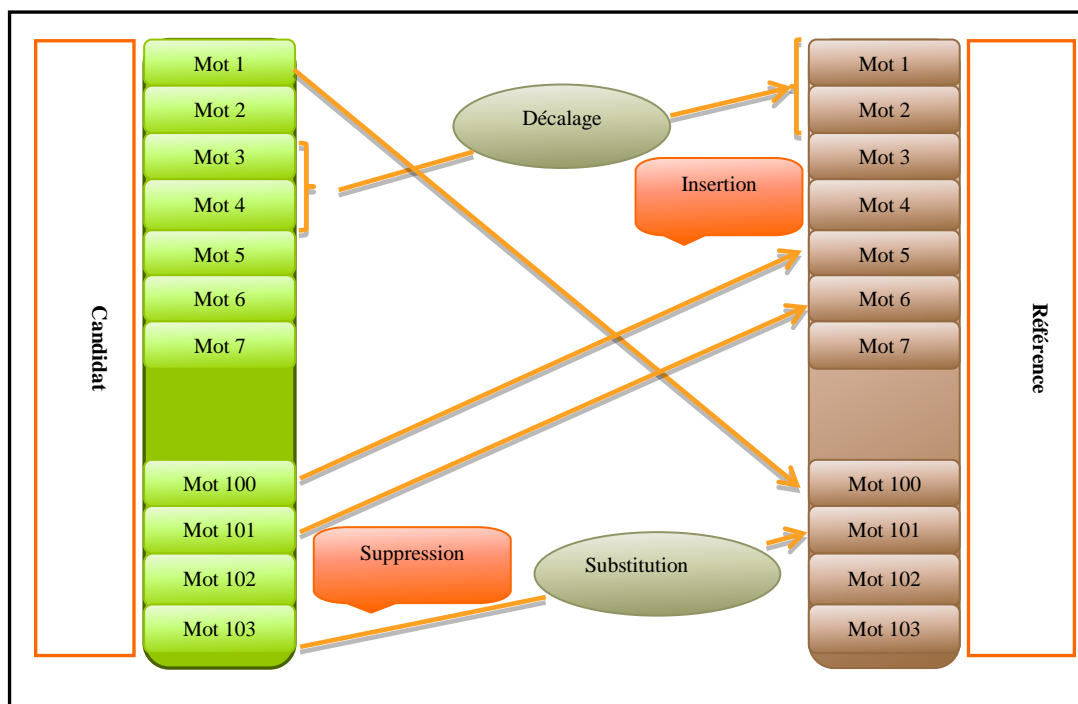 Candidat
Mot 1
Mot 2
Mot 3
Mot 4
Mot 5
Mot 6
Mot 7
Mot 100
Mot 101
Mot 102
Mot 103
Décalage
Insertion
Suppression
Substitution
Mot 1
Mot 2
Mot 3
Mot 4
Mot 5
Mot 6
Mot 7
Mot 100
Mot 101
Mot 102
Mot 103
Référence